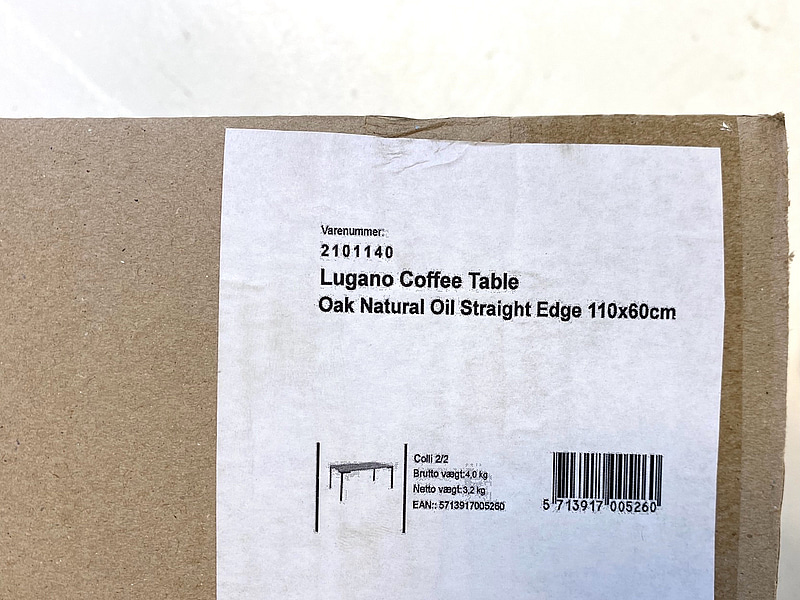 Varenummer:
2101140
Lugano Coffee Table
Oak Natural Oil Straight Edge 110x60cm
Colli 2/2
Brutto vægt:4,0 kg
Netto vægt:3,2 kg
EAN:: 5713917005260
5 713917 005260